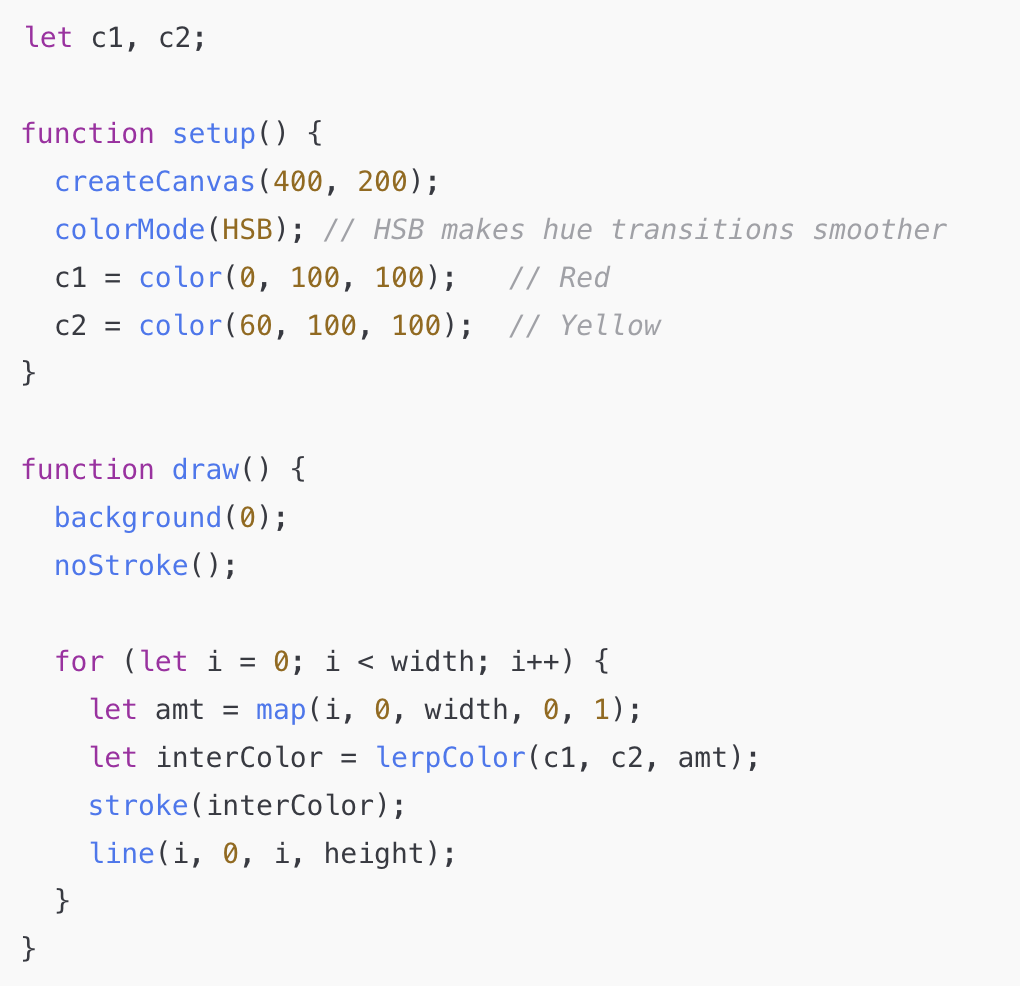 let c1, c2;

function setup() {
  createCanvas(400, 200);
  colorMode(HSB); // HSB makes hue transitions smoother
  c1 = color(0, 100, 100);   // Red
  c2 = color(60, 100, 100);  // Yellow
}

function draw() {
  background(0);
  noStroke();

  for (let i = 0; i < width; i++) {
    let amt = map(i, 0, width, 0, 1);
    let interColor = lerpColor(c1, c2, amt);
    stroke(interColor);
    line(i, 0, i, height);
  }
}